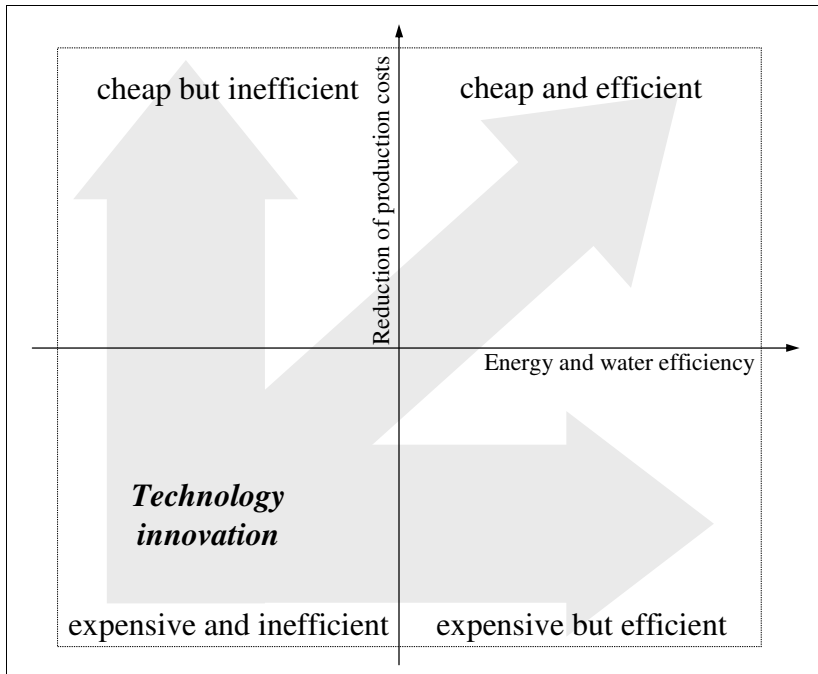 cheap but inefficient
cheap and efficient
Reduction of production costs
Energy and water efficiency
Technology
innovation
expensive and inefficient
expensive but efficient